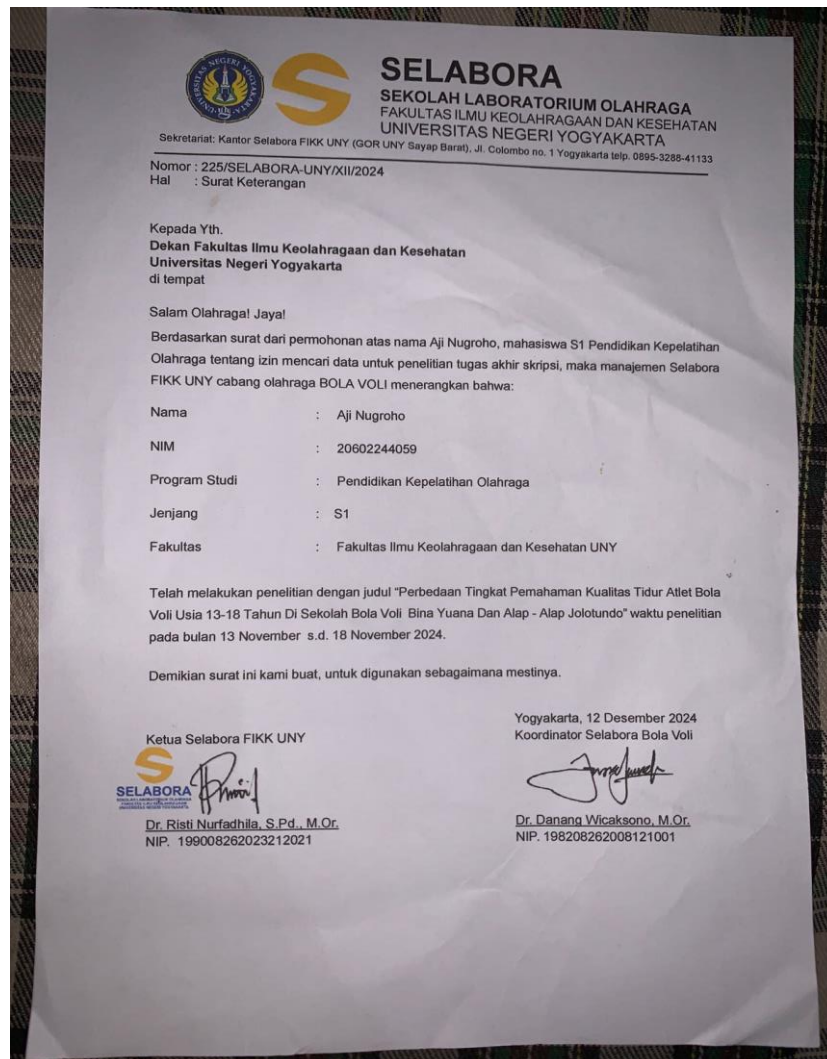 UNIVERSITAS NEGERI YOGYAKARTA
SELABORA
SEKOLAH LABORATORIUM OLAHRAGA
FAKULTAS ILMU KEOLAHRAGAAN DAN KESEHATAN
UNIVERSITAS NEGERI YOGYAKARTA
Sekretariat: Kantor Selabora FIKK UNY (GOR UNY Sayap Barat), Jl. Colombo no. 1 Yogyakarta telp. 0895-3288-41133
Nomor : 225/SELABORA-UNY/XII/2024
Hal : Surat Keterangan
Kepada Yth.
Dekan Fakultas Ilmu Keolahragaan dan Kesehatan
Universitas Negeri Yogyakarta
di tempat
Salam Olahraga! Jaya!
Berdasarkan surat dari permohonan atas nama Aji Nugroho, mahasiswa S1 Pendidikan Kepelatihan
Olahraga tentang izin mencari data untuk penelitian tugas akhir skripsi, maka manajemen Selabora
FIKK UNY cabang olahraga BOLA VOLI menerangkan bahwa:
Nama : Aji Nugroho
NIM : 20602244059
Program Studi : Pendidikan Kepelatihan Olahraga
Jenjang : S1
Fakultas : Fakultas Ilmu Keolahragaan dan Kesehatan UNY
Telah melakukan penelitian dengan judul "Perbedaan Tingkat Pemahaman Kualitas Tidur Atlet Bola
Voli Usia 13-18 Tahun Di Sekolah Bola Voli Bina Yuana Dan Alap - Alap Jolotundo" waktu penelitian
pada bulan 13 November s.d. 18 November 2024.
Demikian surat ini kami buat, untuk digunakan sebagaimana mestinya.
Yogyakarta, 12 Desember 2024
Ketua Selabora FIKK UNY
Koordinator Selabora Bola Voli
SELABORA
Dr. Risti Nurfadhila, S.Pd., M.Or.
NIP. 199008262023212021
Dr. Danang Wicaksono, M.Or.
NIP. 198208262008121001